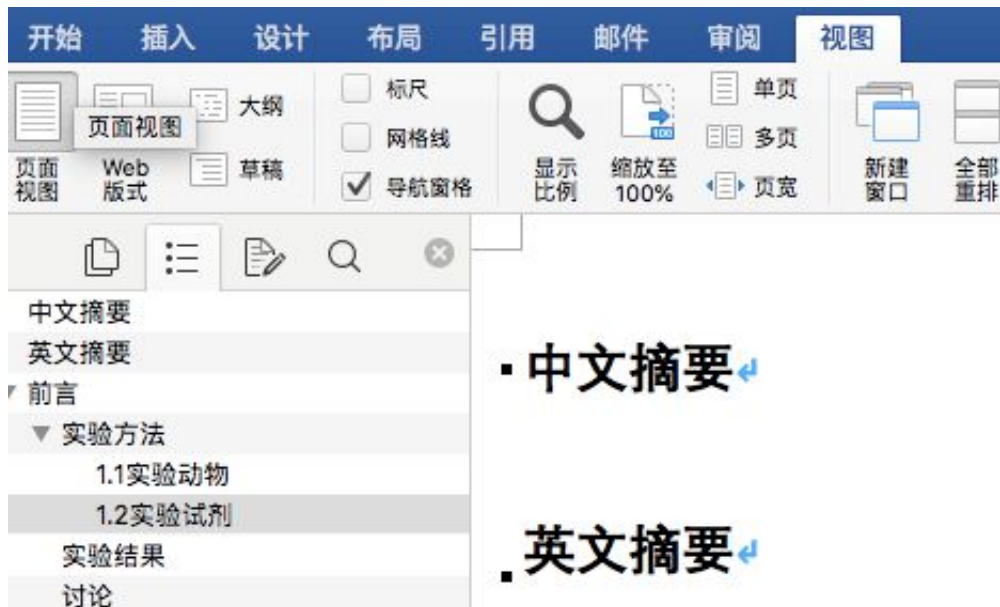 开始 插入 设计 布局 引用 邮件 审阅 视图
页面视图
页面
视图
Web
版式
大纲
草稿
标尺
网格线
导航窗格
显示
比例
100
缩放至
100%
单页
多页
页宽
新建
窗口
全部
重排
中文摘要
英文摘要
前言
实验方法
1.1实验动物
1.2实验试剂
实验结果
讨论
中文摘要
英文摘要